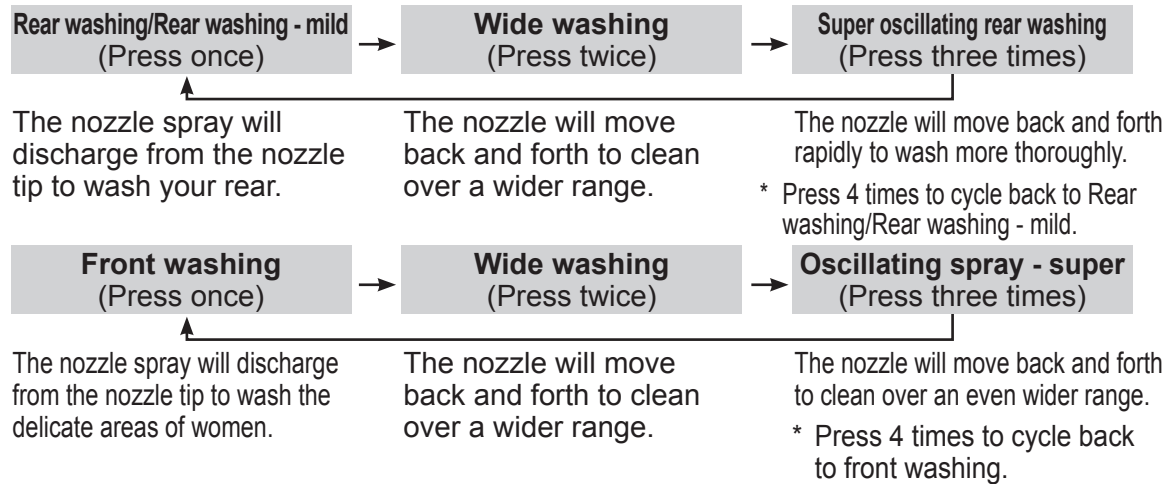 Rear washing/Rear washing - mild
(Press once)
Wide washing
(Press twice)
Super oscillating rear washing
(Press three times)
The nozzle spray will
discharge from the nozzle
tip to wash your rear.
The nozzle will move
back and forth to clean
over a wider range.
The nozzle will move back and forth
rapidly to wash more thoroughly.
* Press 4 times to cycle back to Rear
washing/Rear washing - mild.
Front washing
(Press once)
Wide washing
(Press twice)
Oscillating spray - super
(Press three times)
The nozzle spray will discharge
from the nozzle tip to wash the
delicate areas of women.
The nozzle will move
back and forth to clean
over a wider range.
The nozzle will move back and forth
to clean over an even wider range.
* Press 4 times to cycle back
to front washing.